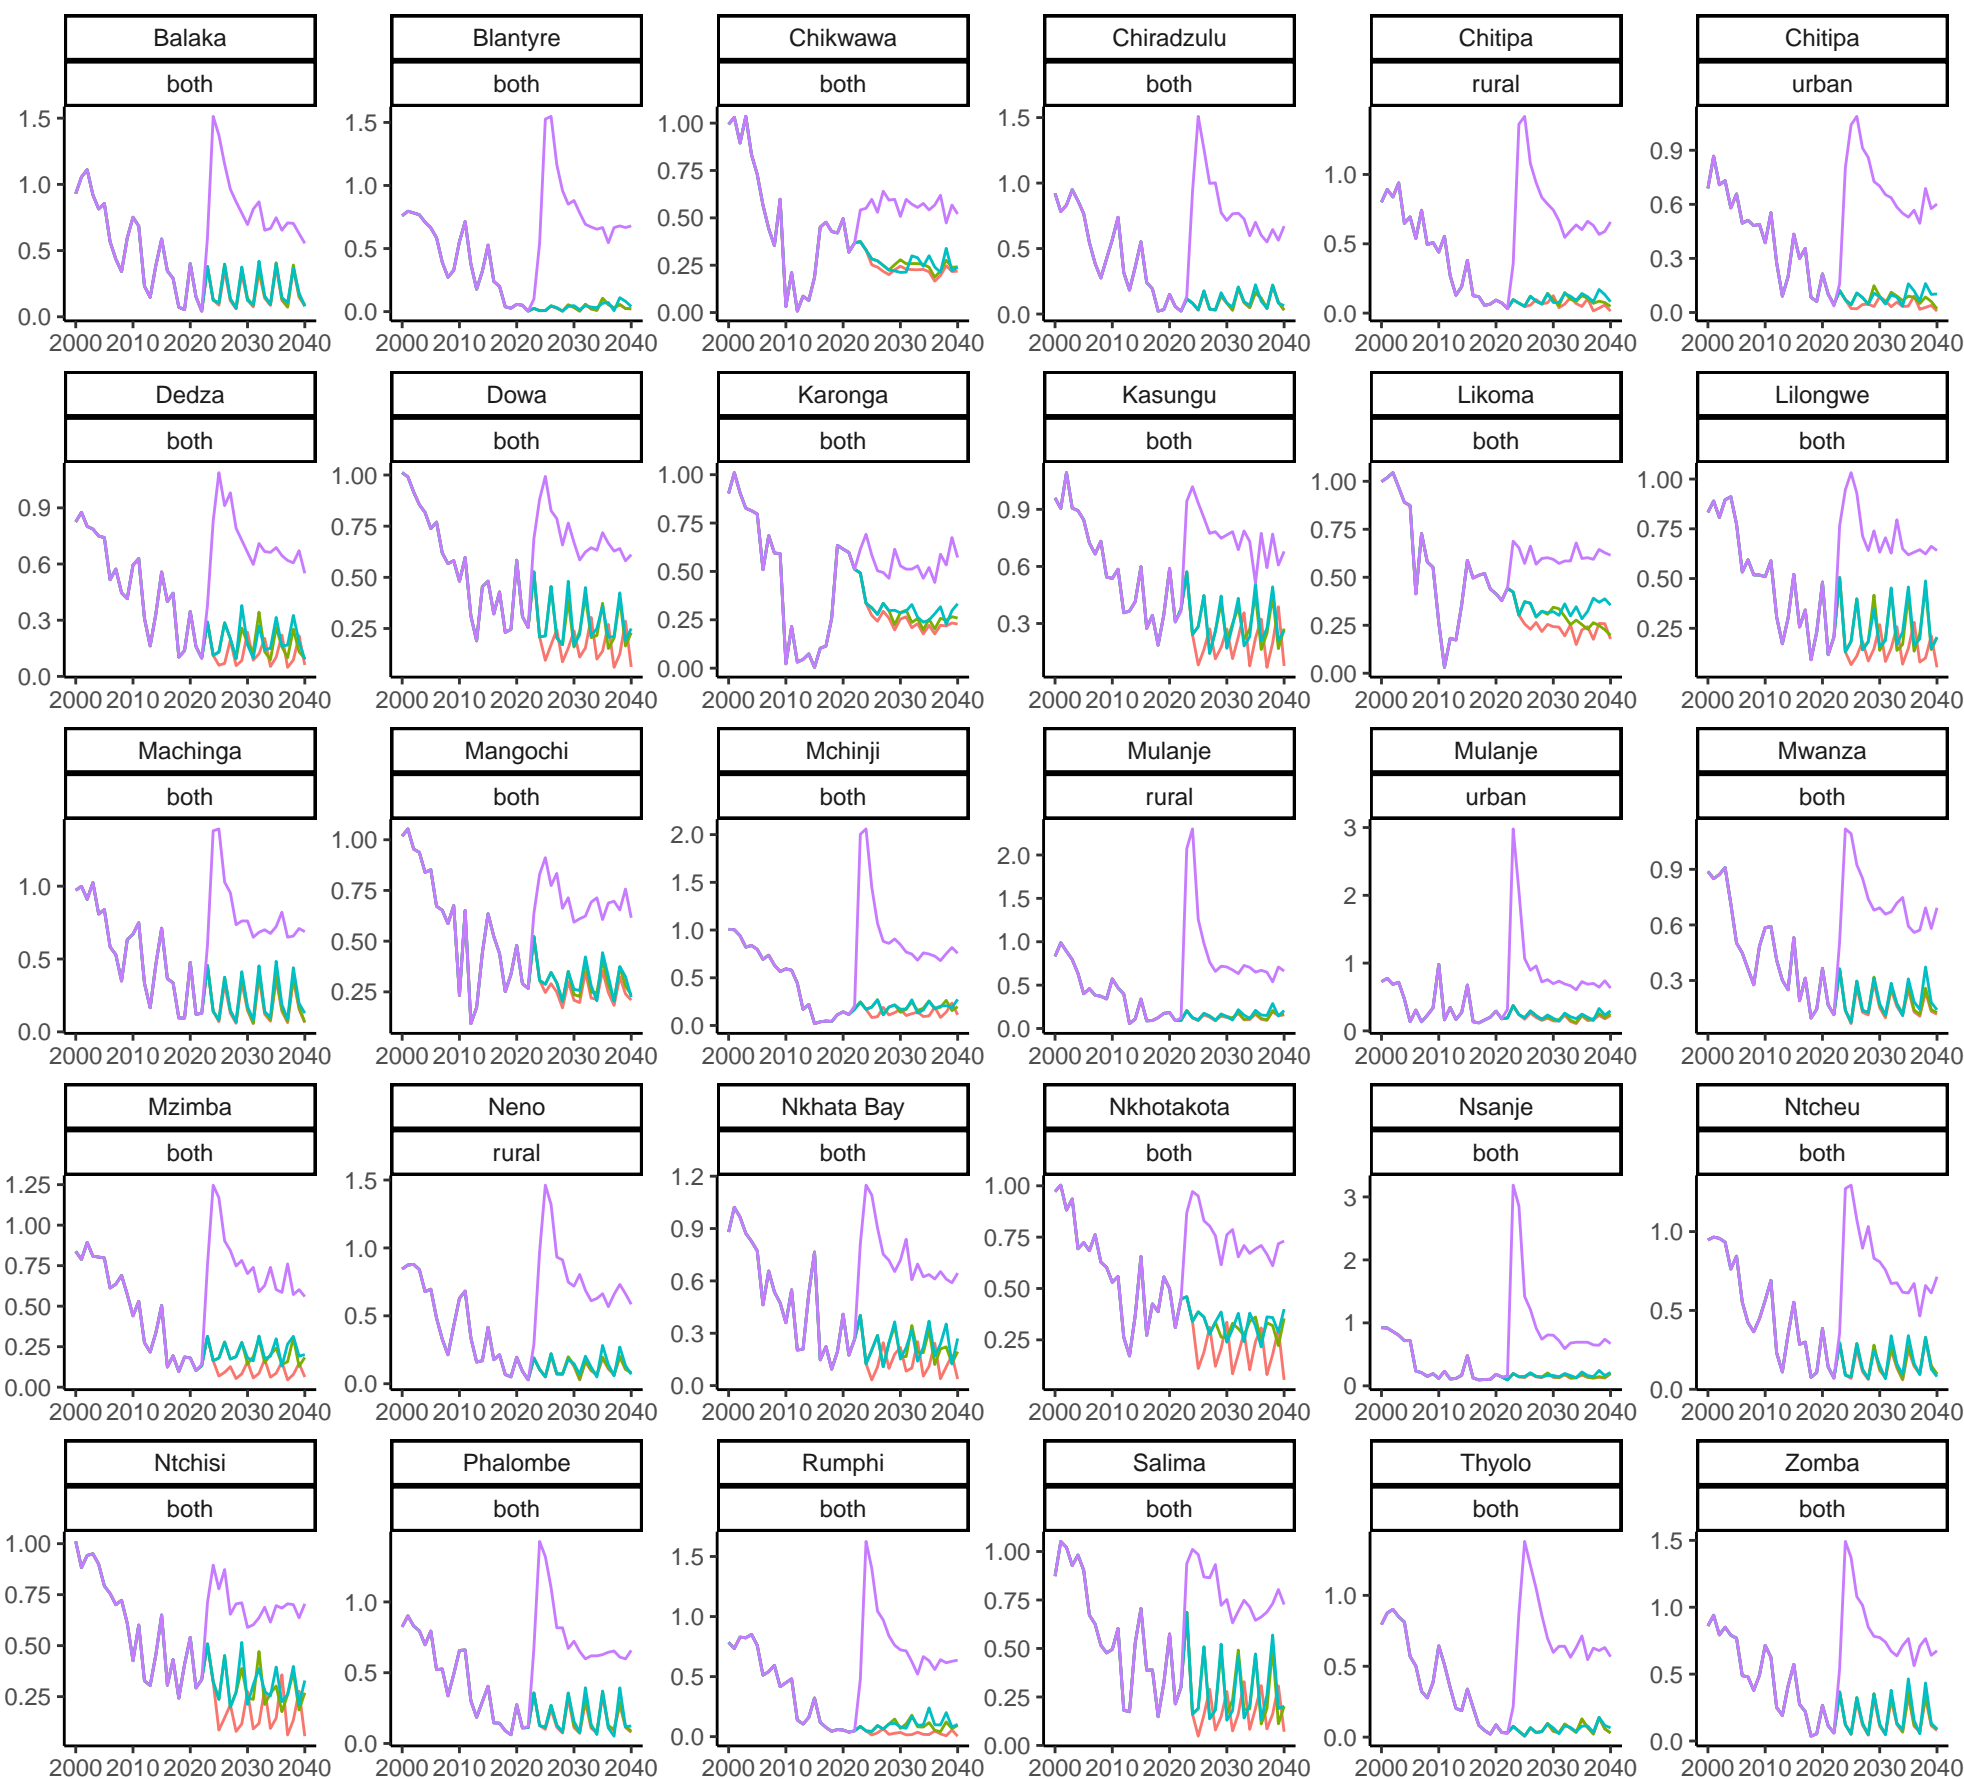 Balaka Blantyre Chikwawa Chiradzulu Chitipa Chitipa
both both both both rural urban
1.5 1.0 0.5 0.0 1.5 1.0 0.5 0.0 1.00 0.75 0.50 0.25 0.00 1.5 1.0 0.5 0.0 1.0 0.5 0.0 0.9 0.6 0.3 0.0
2000 2010 2020 2030 2040 2000 2010 2020 2030 2040 2000 2010 2020 2030 2040 2000 2010 2020 2030 2040 2000 2010 2020 2030 2040 2000 2010 2020 2030 2040
Dedza Dowa Karonga Kasungu Likoma Lilongwe
both both both both both both
0.9 0.6 0.3 0.0 1.00 0.75 0.50 0.25 1.00 0.75 0.50 0.25 0.00 0.9 0.6 0.3 1.00 0.75 0.50 0.25 0.00 1.00 0.75 0.50 0.25
2000 2010 2020 2030 2040 2000 2010 2020 2030 2040 2000 2010 2020 2030 2040 2000 2010 2020 2030 2040 2000 2010 2020 2030 2040 2000 2010 2020 2030 2040
Machinga Mangochi Mchinji Mulanje Mulanje Mwanza
both both both rural urban both
1.0 0.5 0.0 1.00 0.75 0.50 0.25 2.0 1.5 1.0 0.5 0.0 2.0 1.5 1.0 0.5 0.0 3 2 1 0 0.9 0.6 0.3
2000 2010 2020 2030 2040 2000 2010 2020 2030 2040 2000 2010 2020 2030 2040 2000 2010 2020 2030 2040 2000 2010 2020 2030 2040 2000 2010 2020 2030 2040
Mzimba Neno Nkhata Bay Nkhotakota Nsanje Ntcheu
both rural both both both both
1.25 1.00 0.75 0.50 0.25 0.00 1.5 1.0 0.5 0.0 1.2 0.9 0.6 0.3 0.0 1.00 0.75 0.50 0.25 3 2 1 0 1.0 0.5 0.0
2000 2010 2020 2030 2040 2000 2010 2020 2030 2040 2000 2010 2020 2030 2040 2000 2010 2020 2030 2040 2000 2010 2020 2030 2040 2000 2010 2020 2030 2040
Ntchisi Phalombe Rumphi Salima Thyolo Zomba
both both both both both both
1.00 0.75 0.50 0.25 1.0 0.5 0.0 1.5 1.0 0.5 0.0 1.00 0.75 0.50 0.25 0.00 1.0 0.5 0.0 1.5 1.0 0.5 0.0
2000 2010 2020 2030 2040 2000 2010 2020 2030 2040 2000 2010 2020 2030 2040 2000 2010 2020 2030 2040 2000 2010 2020 2030 2040 2000 2010 2020 2030 2040